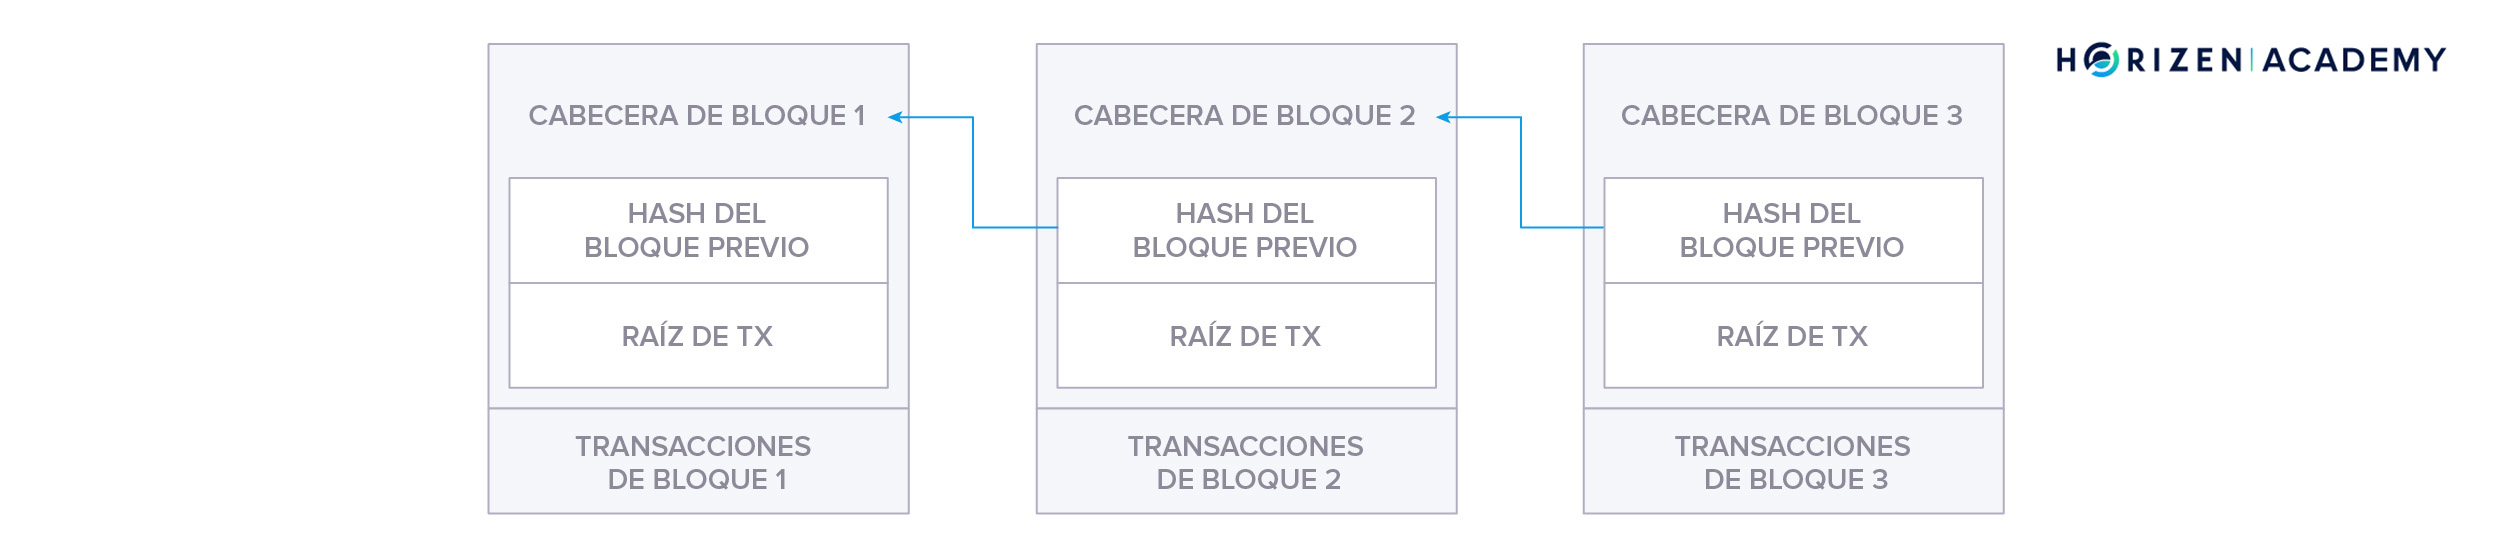 HORIZEN ACADEMY
CABECERA DE BLOQUE 1
HASH DEL
BLOQUE PREVIO
RAÍZ DE TX
TRANSACCIONES
DE BLOQUE 1
CABECERA DE BLOQUE 2
HASH DEL
BLOQUE PREVIO
RAÍZ DE TX
TRANSACCIONES
DE BLOQUE 2
CABECERA DE BLOQUE 3
HASH DEL
BLOQUE PREVIO
RAÍZ DE TX
TRANSACCIONES
DE BLOQUE 3